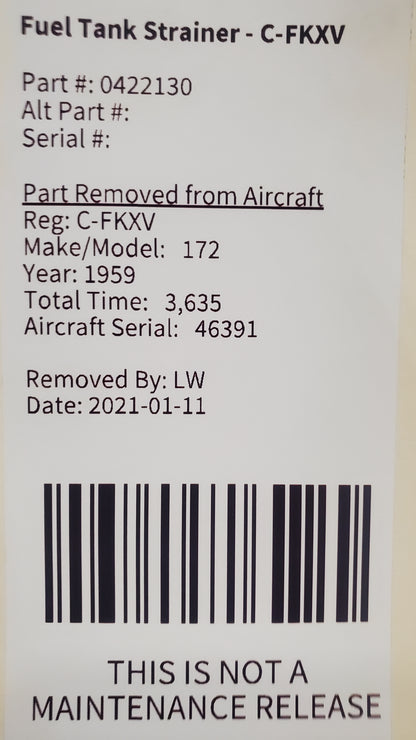 Fuel Tank Strainer - C-FKXV
Part #: 0422130
Alt Part #:
Serial #:
Part Removed from Aircraft
Reg: C-FKXV
Make/Model: 172
Year: 1959
Total Time: 3,635
Aircraft Serial: 46391
Removed By: LW
Date: 2021-01-11
THIS IS NOT A
MAINTENANCE RELEASE